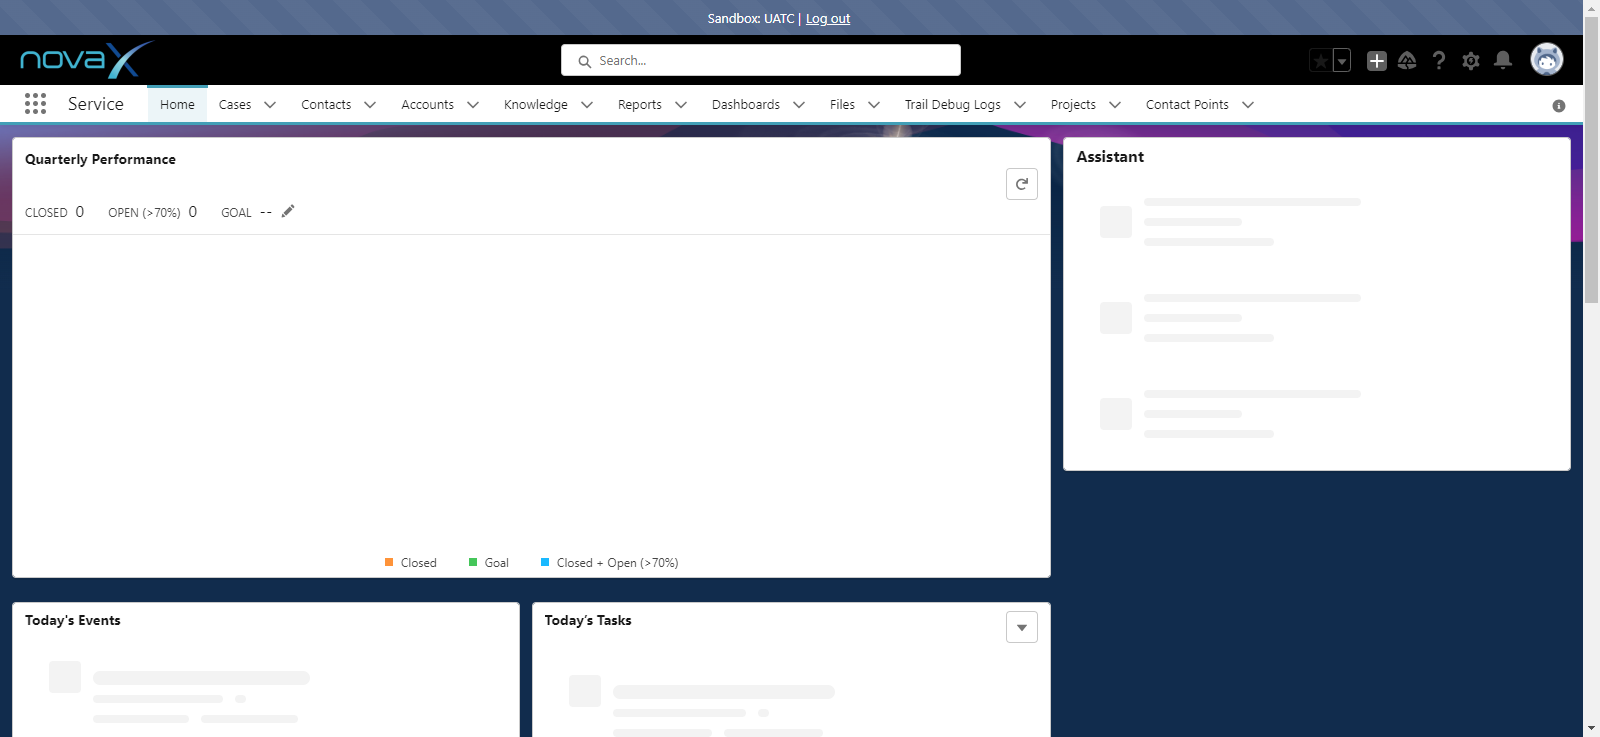 Sandbox: UATC | Log out
novaX
Search...
Service
Home
Cases
Contacts
Accounts
Knowledge
Reports
Dashboards
Files
Trail Debug Logs
Projects
Contact Points
Quarterly Performance
CLOSED 0 OPEN (>70%) 0 GOAL --
Closed
Goal
Closed + Open (>70%)
Assistant
Today's Events
Today’s Tasks